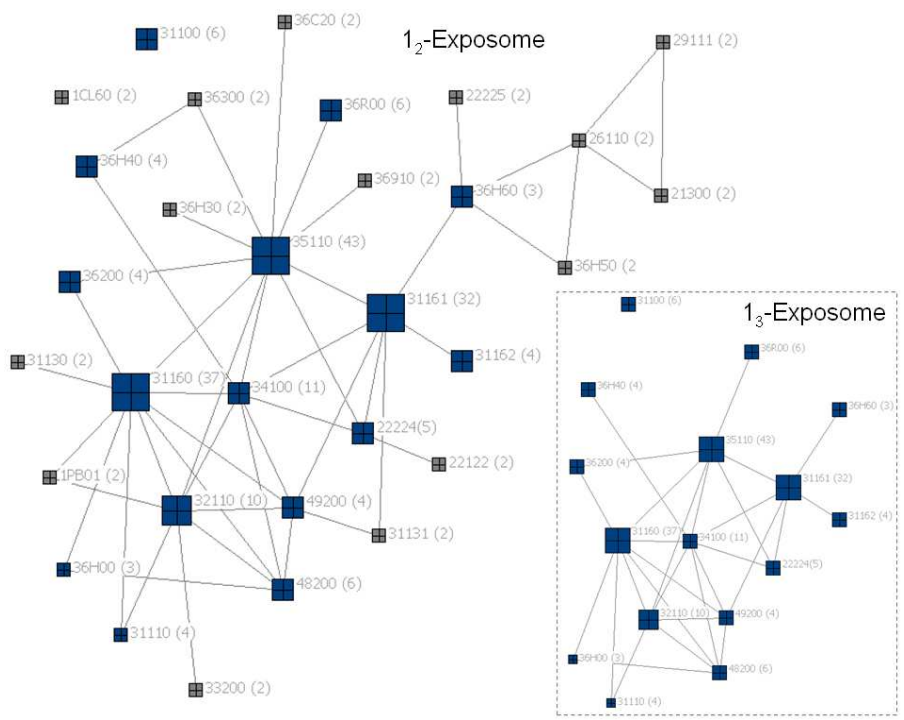 36C20 (2)
31100 (6)
1₂-Exposome
29111 (2)
1CL60 (2)
36300 (2)
36R00 (6)
22225 (2)
26110 (2)
36H40 (4)
36910 (2)
36H60 (3)
21300 (2)
36H30 (2)
35110 (43)
36H50 (2
36200 (4)
31161 (32)
31130 (2)
31160 (37)
34100 (11)
31162 (4)
22224(5)
1PB01 (2)
22122 (2)
32110 (10)
49200 (4)
31131 (2)
36H00 (3)
48200 (6)
31110 (4)
33200 (2)
31100 (6)
1₃-Exposome
36R00 (6)
36H40 (4)
36H60 (3)
35110 (43)
36200 (4)
31161 (32)
31162 (4)
31160 (37)
34100 (11)
22224(5)
32110 (10)
49200 (4)
36H00 (3)
48200 (6)
31110 (4)